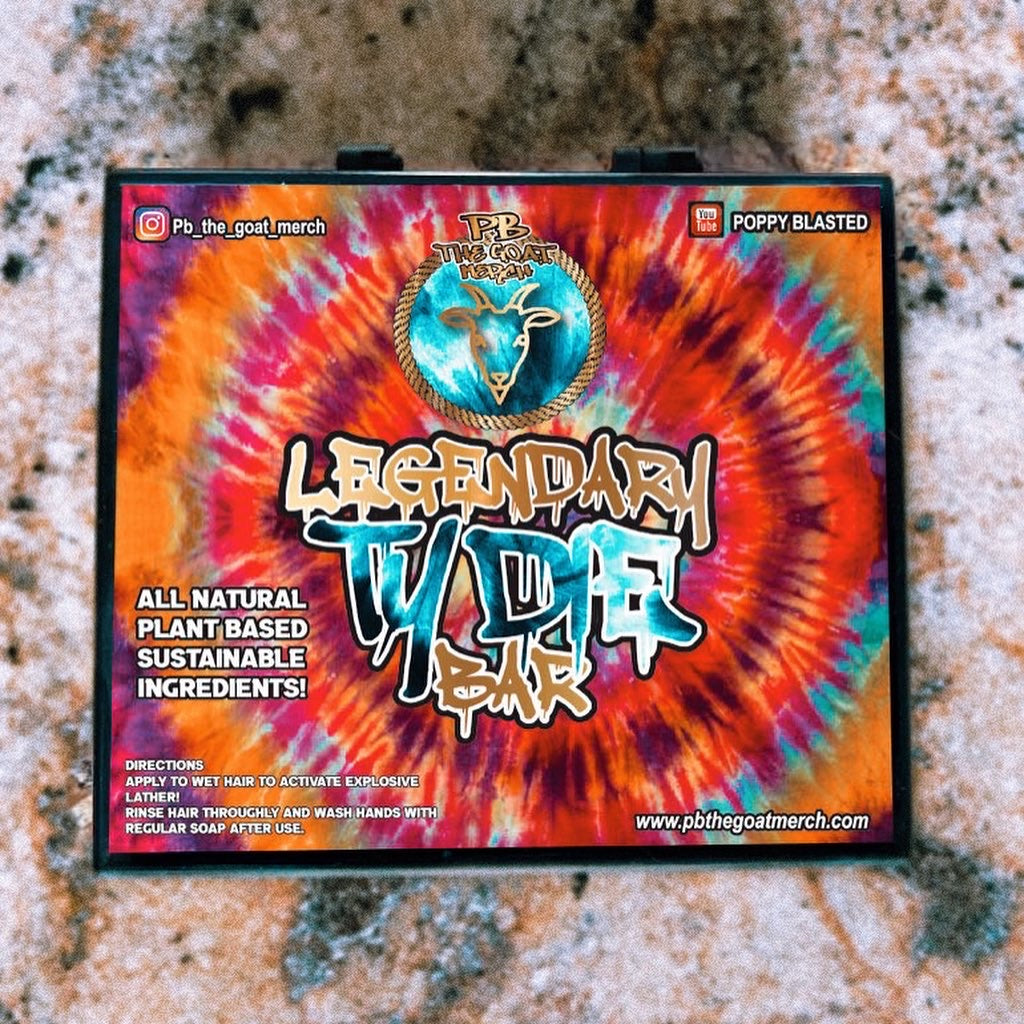 Pb_the_goat_merch
You Tube POPPY BLASTED
PB
THE GOAT
MERCH
LEGENDARY
TY DIE
BAR
ALL NATURAL
PLANT BASED
SUSTAINABLE
INGREDIENTS!
DIRECTIONS
APPLY TO WET HAIR TO ACTIVATE EXPLOSIVE
LATHER!
RINSE HAIR THROUGHLY AND WASH HANDS WITH
REGULAR SOAP AFTER USE.
www.pbthegoatmerch.com